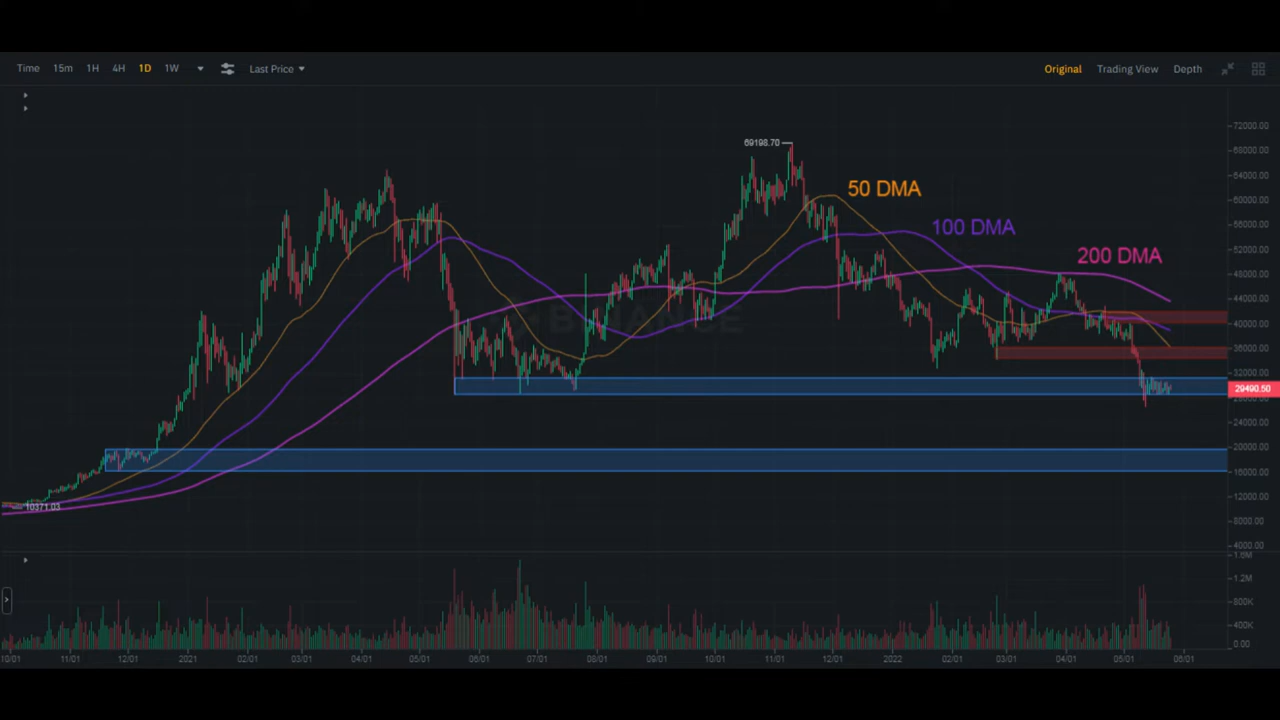 Time 15m 1H 4H 1D 1W Last Price Original Trading View Depth
69198.70
50 DMA
100 DMA
200 DMA
BINANCE
10371.03
72000.00
68000.00
64000.00
60000.00
56000.00
52000.00
48000.00
44000.00
40000.00
36000.00
32000.00
29490.50
28000.00
24000.00
20000.00
16000.00
12000.00
8000.00
4000.00
1.6M
1.2M
800K
400K
0.00
10/01 11/01 12/01 2021 02/01 03/01 04/01 05/01 06/01 07/01 08/01 09/01 10/01 11/01 12/01 2022 02/01 03/01 04/01 05/01 06/01